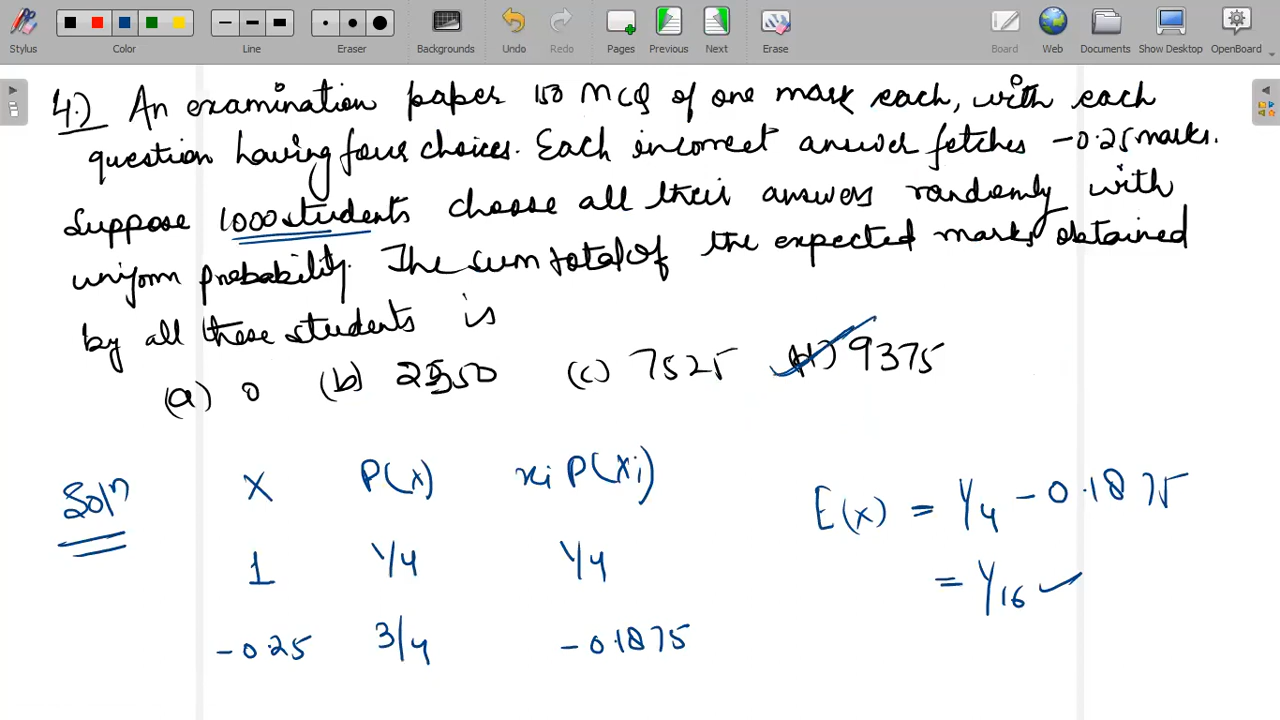 Stylus Color Line Eraser Backgrounds Undo Redo Pages Previous Next Erase Board Web Documents Show Desktop OpenBoard
4.) An examination paper 150 MCQ of one mark each, with each
question having four choices. Each incorrect answer fetches -0.25 marks.
Suppose 1000 students choose all their answers randomly with
uniform probability. The sum total of the expected marks obtained
by all these students is
(a) 0 (b) 2550 (c) 7525 (d) 9375
Soln X P(X) xi P(Xi) E(X) = 1/4 - 0.1875
1 1/4 1/4 = 1/16
-0.25 3/4 -0.1875